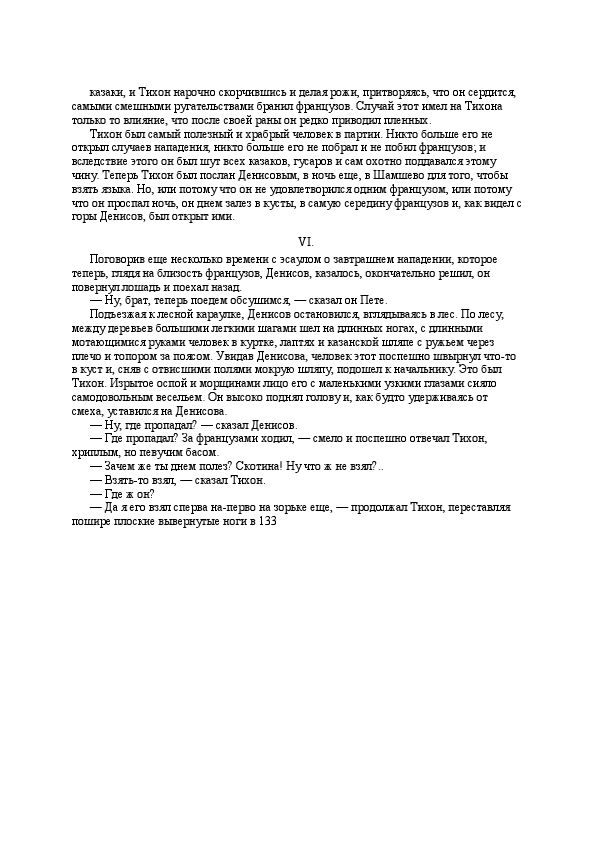 казаки, и Тихон нарочно скорчившись и делая рожи, притворяясь, что он сердится,
самыми смешными ругательствами бранил французов. Случай этот имел на Тихона
только то влияние, что после своей раны он редко приводил пленных.
Тихон был самый полезный и храбрый человек в партии. Никто больше его не
открыл случаев нападения, никто больше его не побрал и не побил французов; и
вследствие этого он был шут всех казаков, гусаров и сам охотно поддавался этому
чину. Теперь Тихон был послан Денисовым, в ночь еще, в Шамшево для того, чтобы
взять языка. Но, или потому что он не удовлетворился одним французом, или потому
что он проспал ночь, он днем залез в кусты, в самую середину французов и, как видел с
горы Денисов, был открыт ими.
VI.
Поговорив еще несколько времени с эсаулом о завтрашнем нападении, которое
теперь, глядя на близость французов, Денисов, казалось, окончательно решил, он
повернул лошадь и поехал назад.
— Ну, брат, теперь поедем обсушимся, — сказал он Пете.
Подъезжая к лесной караулке, Денисов остановился, вглядываясь в лес. По лесу,
между деревьев большими легкими шагами шел на длинных ногах, с длинными
мотающимися руками человек в куртке, лаптях и казанской шляпе с ружьем через
плечо и топором за поясом. Увидав Денисова, человек этот поспешно швырнул что-то
в куст и, сняв с отвисшими полями мокрую шляпу, подошел к начальнику. Это был
Тихон. Изрытое оспой и морщинами лицо его с маленькими узкими глазами сияло
самодовольным весельем. Он высоко поднял голову и, как будто удерживаясь от
смеха, уставился на Денисова.
— Ну, где пропадал? — сказал Денисов.
— Где пропадал? За французами ходил, — смело и поспешно отвечал Тихон,
хриплым, но певучим басом.
— Зачем же ты днем полез? Скотина! Ну что ж не взял?..
— Взять-то взял, — сказал Тихон.
— Где ж он?
— Да я его взял сперва на-перво на зорьке еще, — продолжал Тихон, переставляя
пошире плоские вывернутые ноги в 133